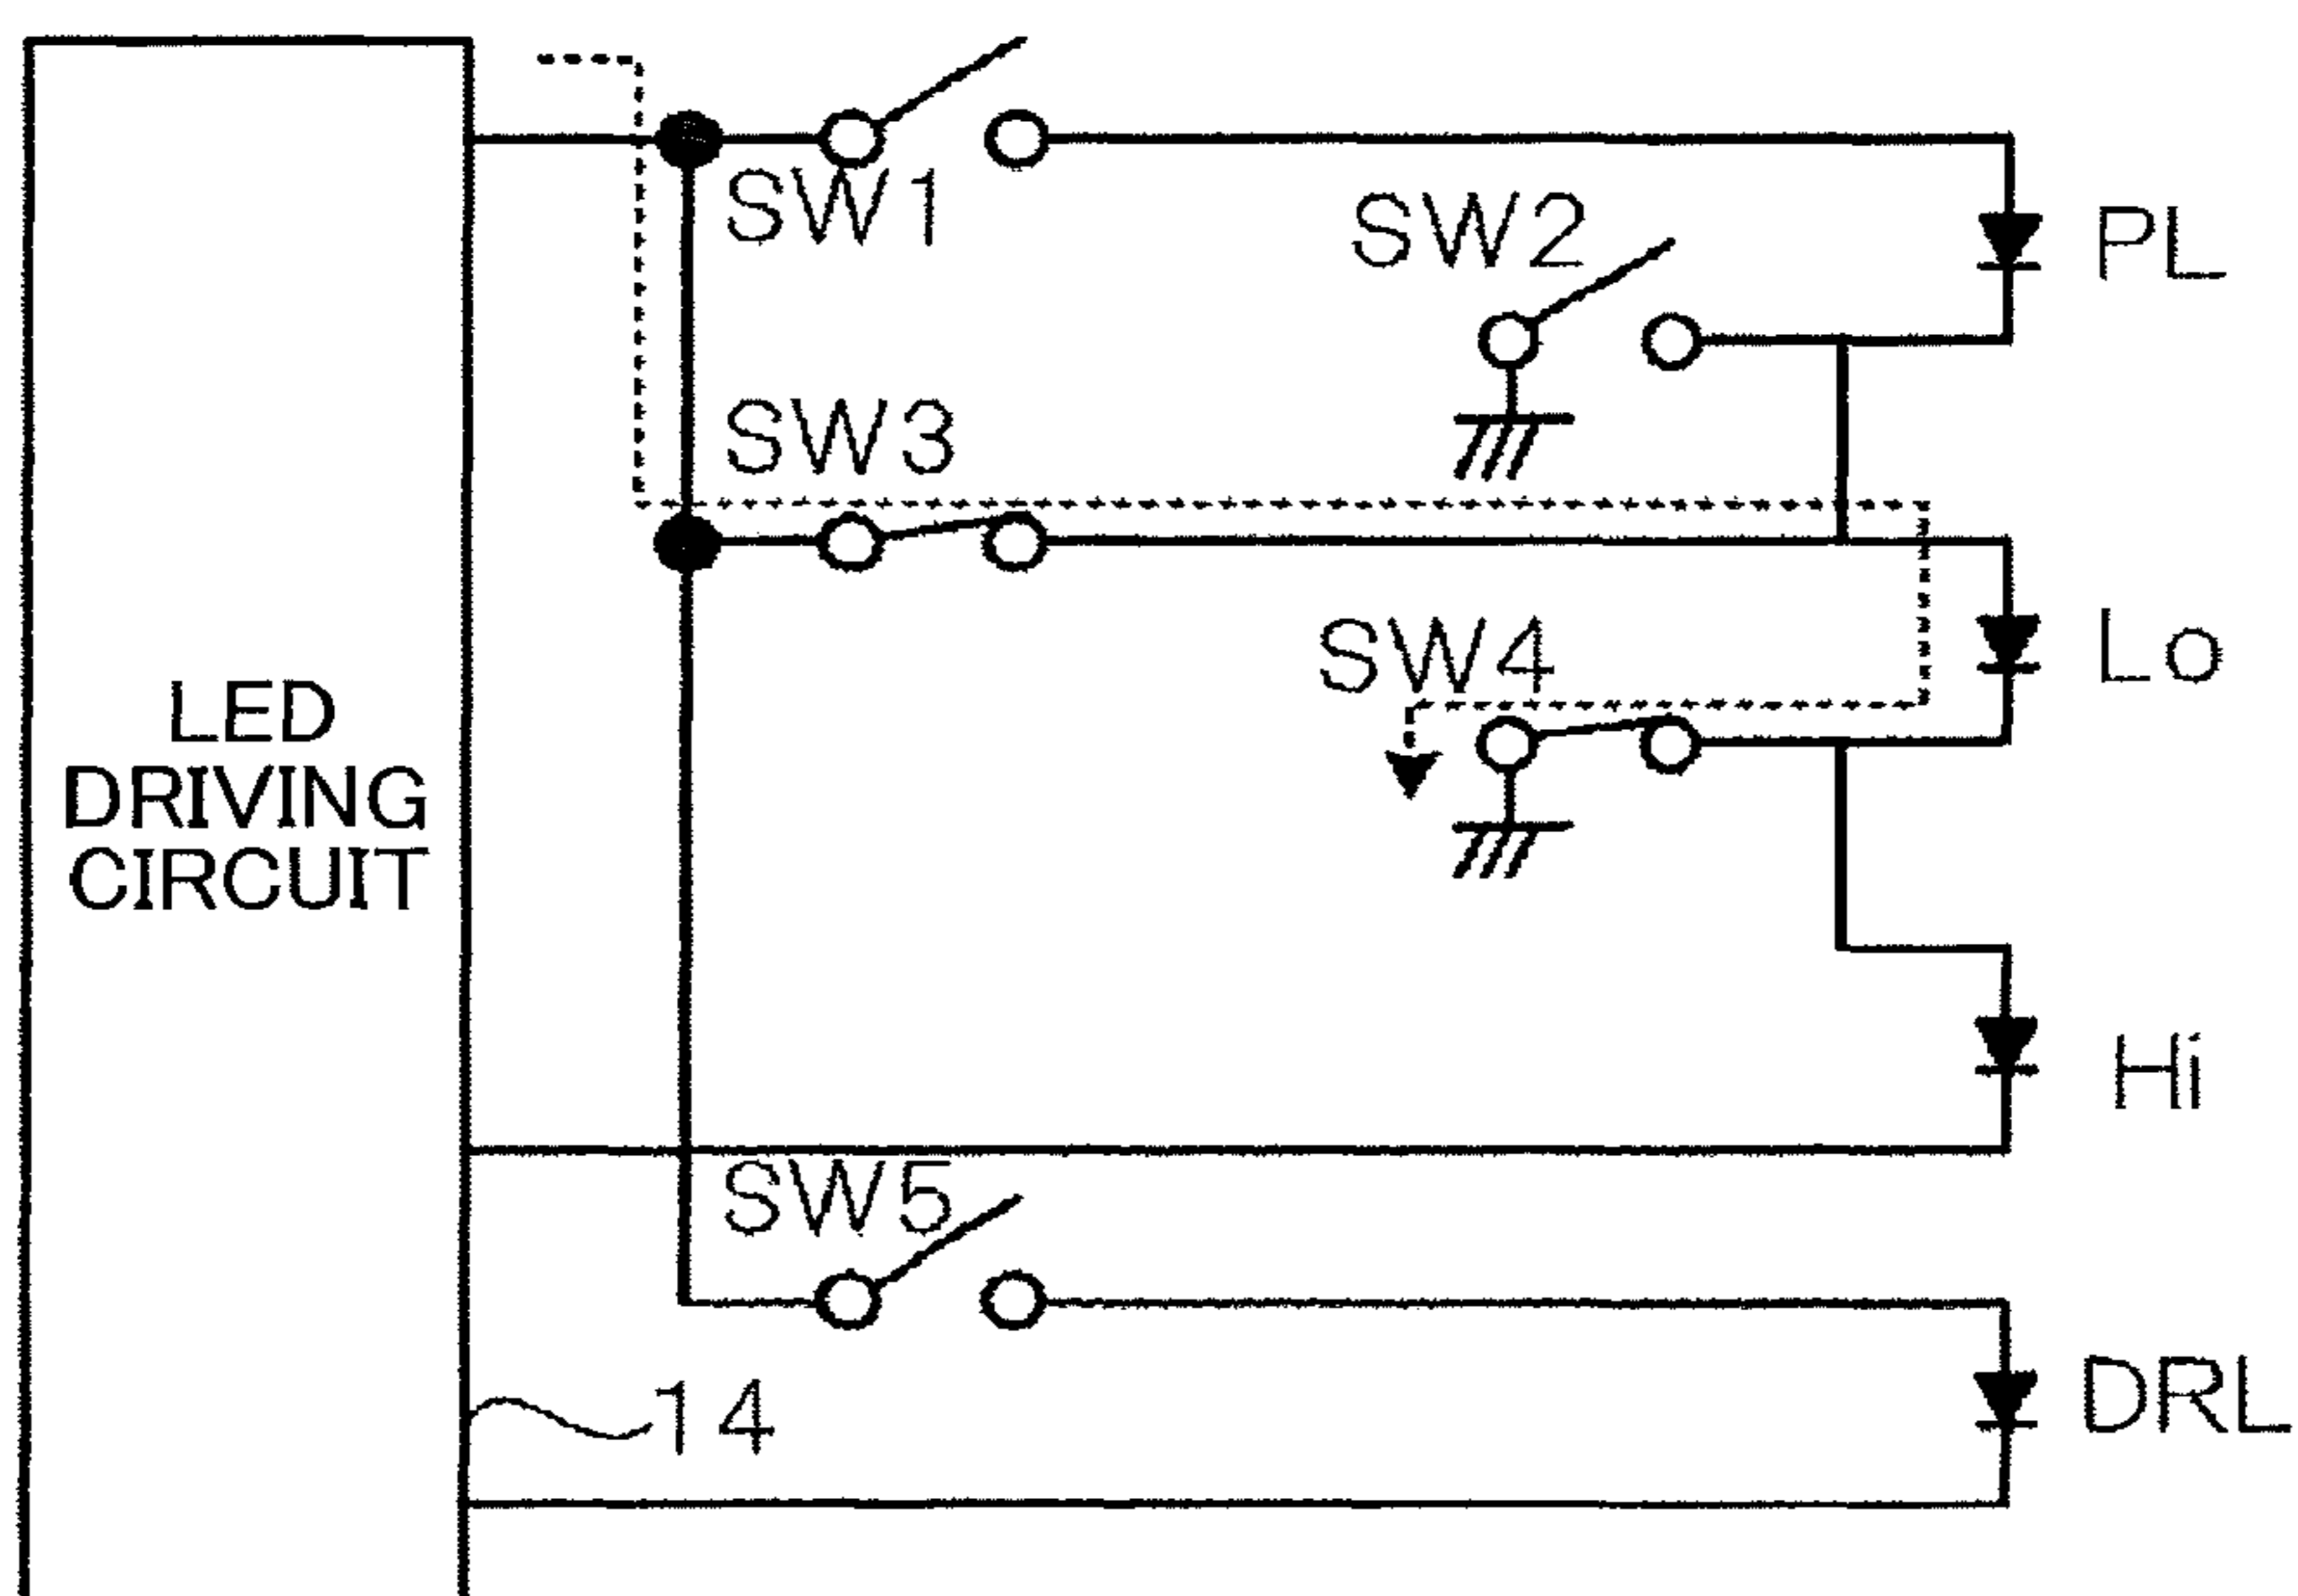 SW1
SW2
PL
SW3
SW4
Lo
LED
DRIVING
CIRCUIT
Hi
SW5
14
DRL